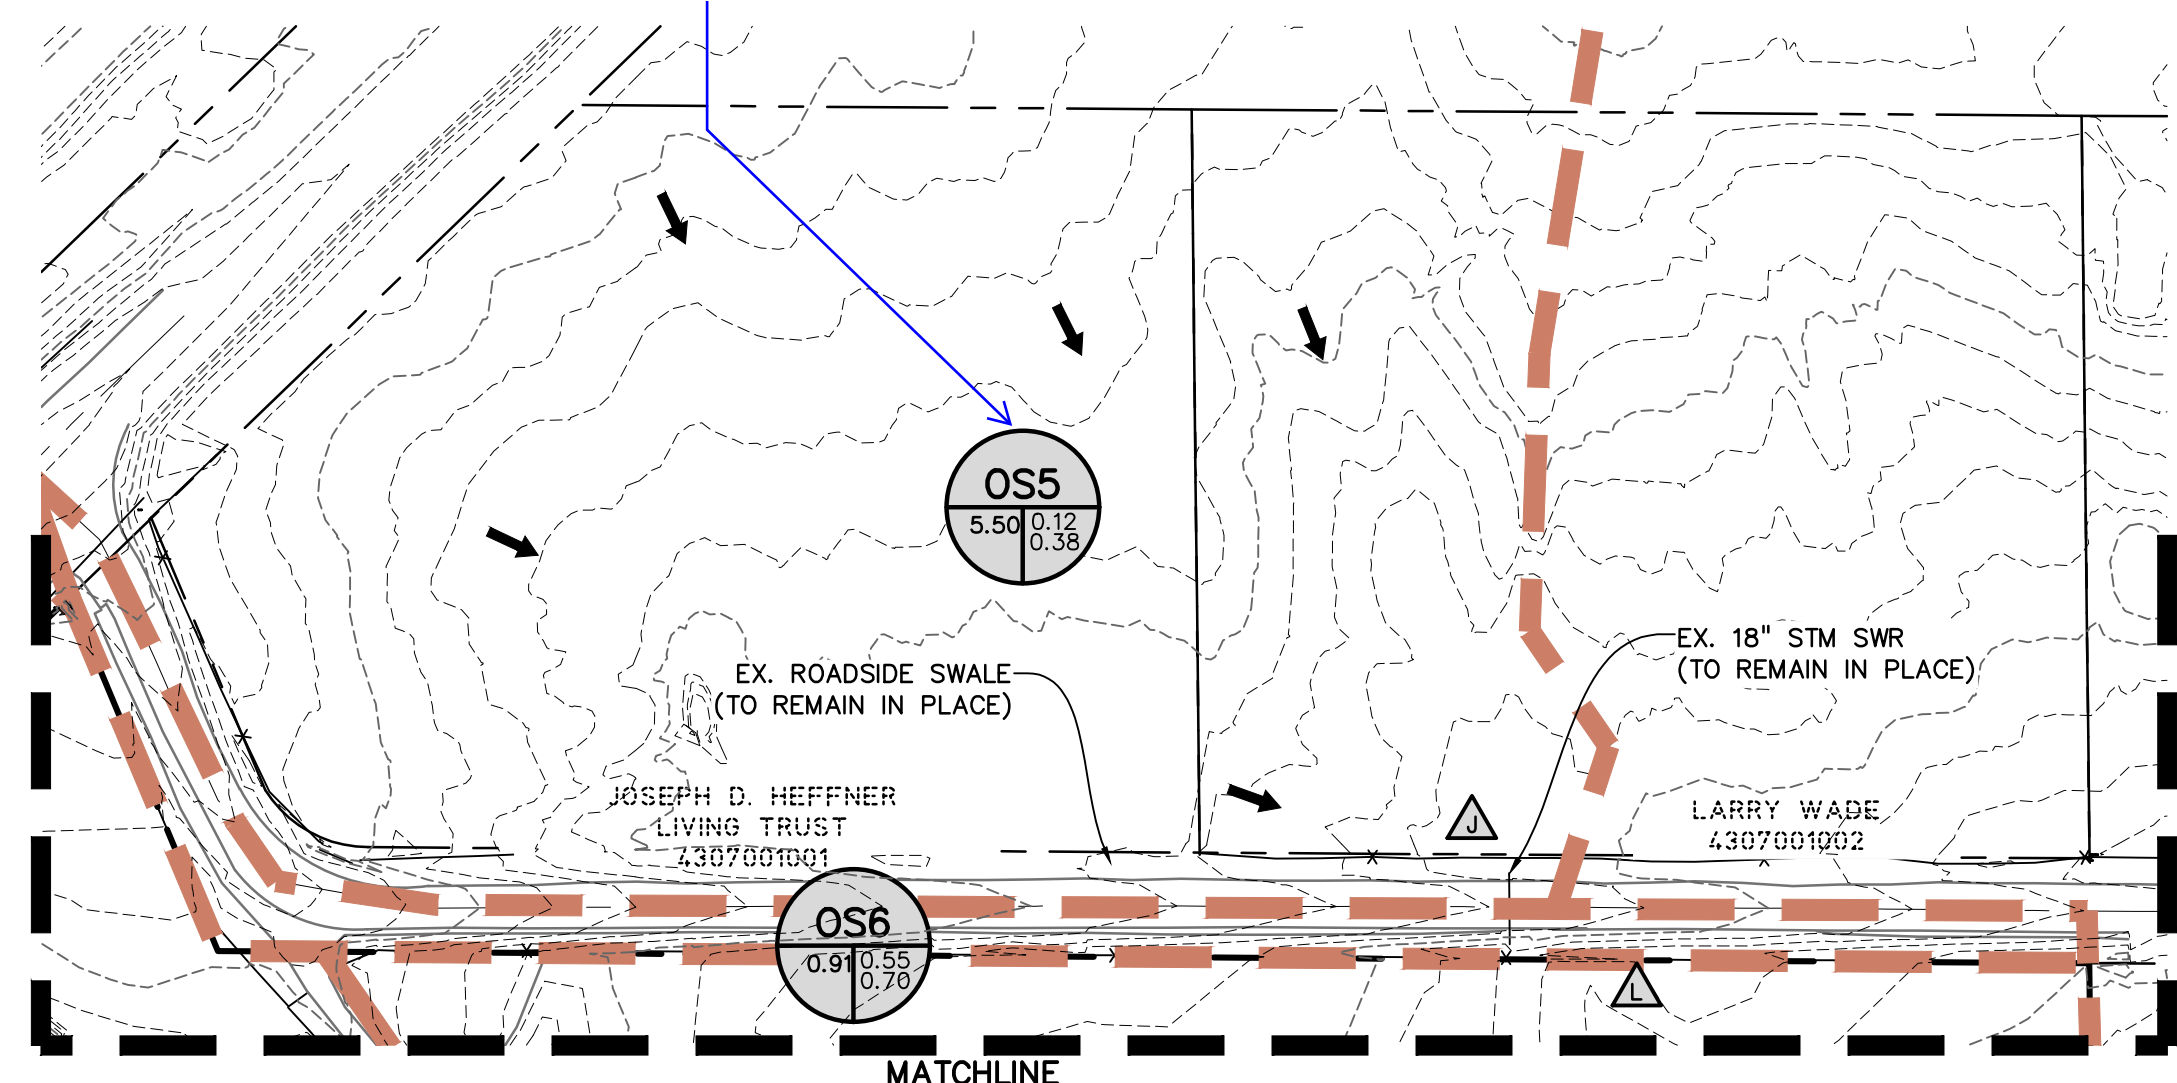 OS5
5.50
0.12
0.38
EX. 18" STM SWR
(TO REMAIN IN PLACE)
EX. ROADSIDE SWALE
(TO REMAIN IN PLACE)
JOSEPH D. HEFFNER
LIVING TRUST
4307001001
LARRY WADE
4307001002
J
OS6
0.91
0.55
0.70
L
MATCHLINE